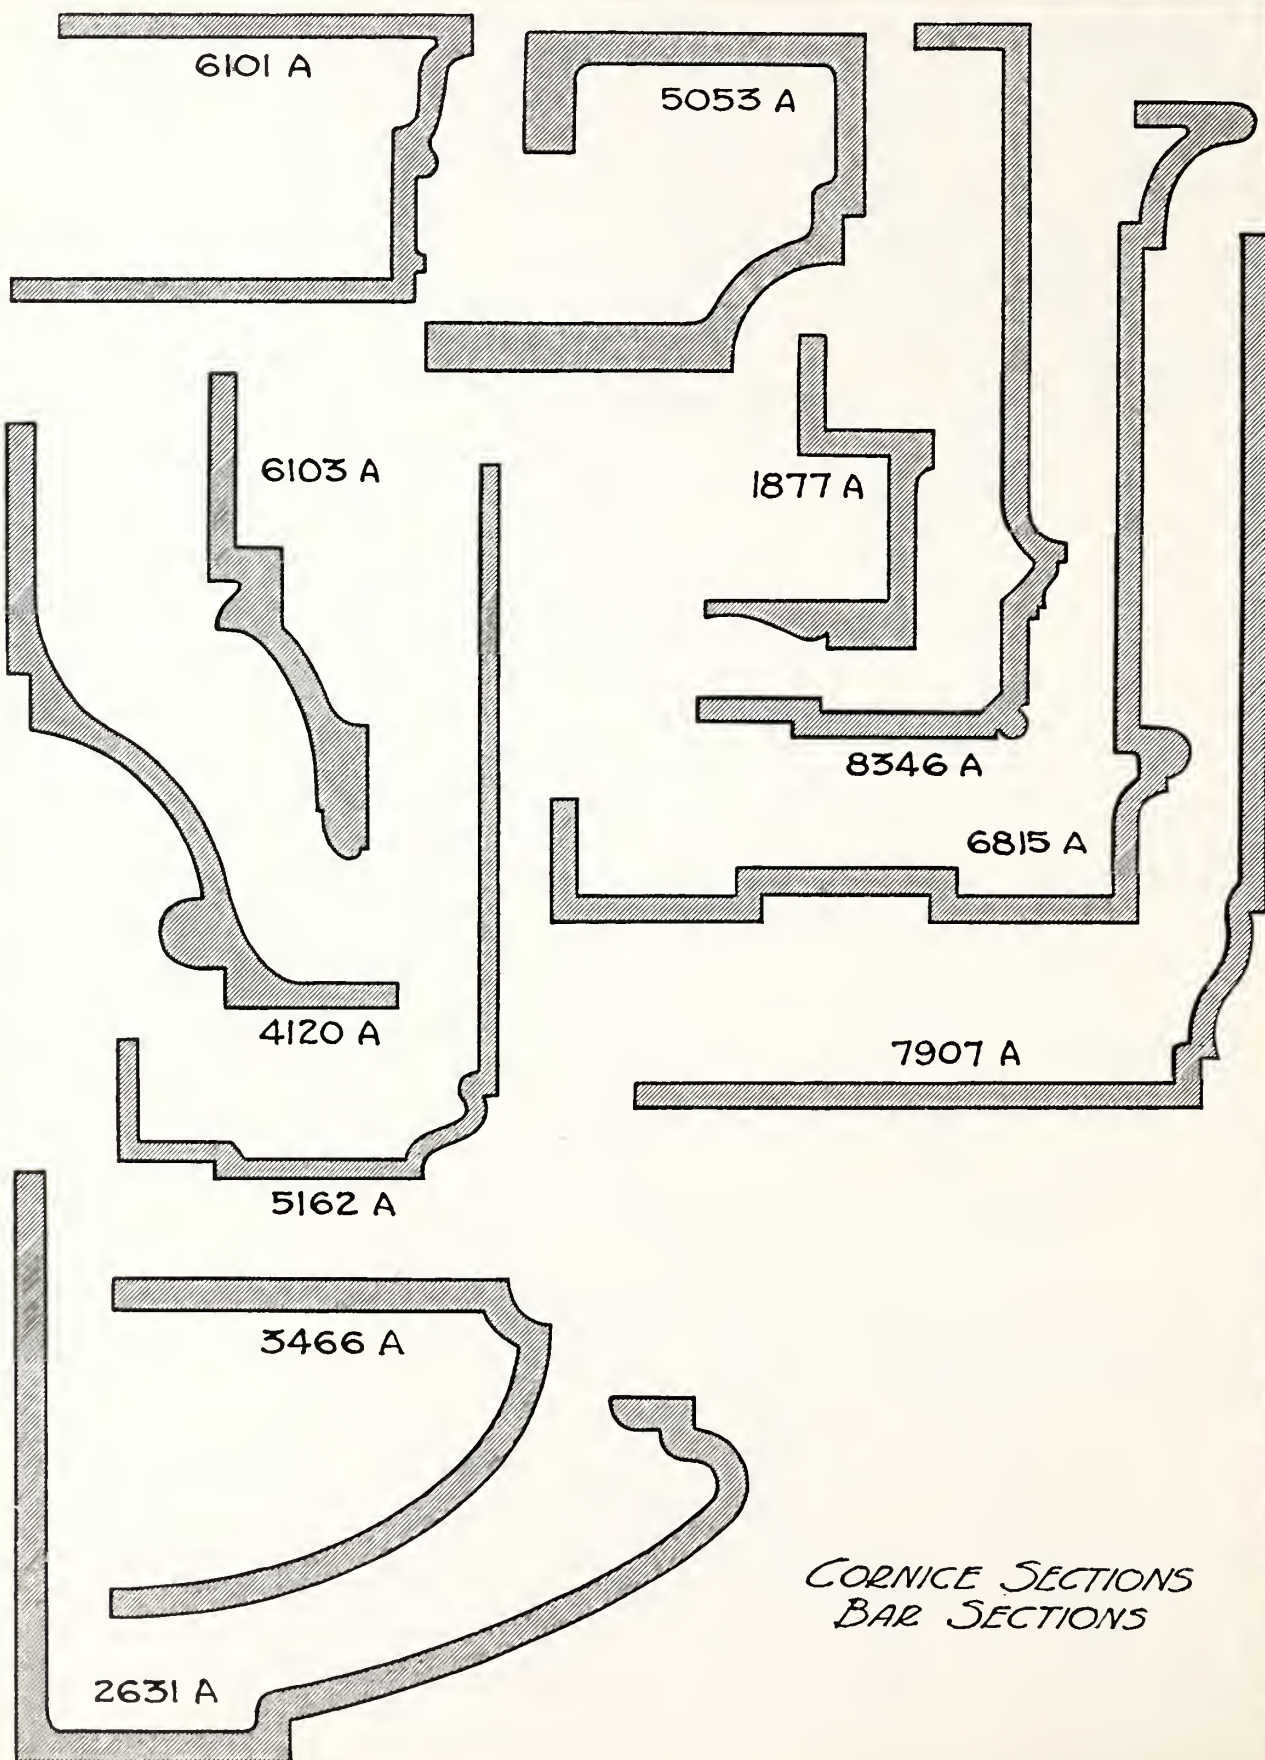 6101 A
5053 A
6103 A
1877 A
8346 A
6815 A
4120 A
7907 A
5162 A
3466 A
CORNICE SECTIONS
BAR SECTIONS
2631 A